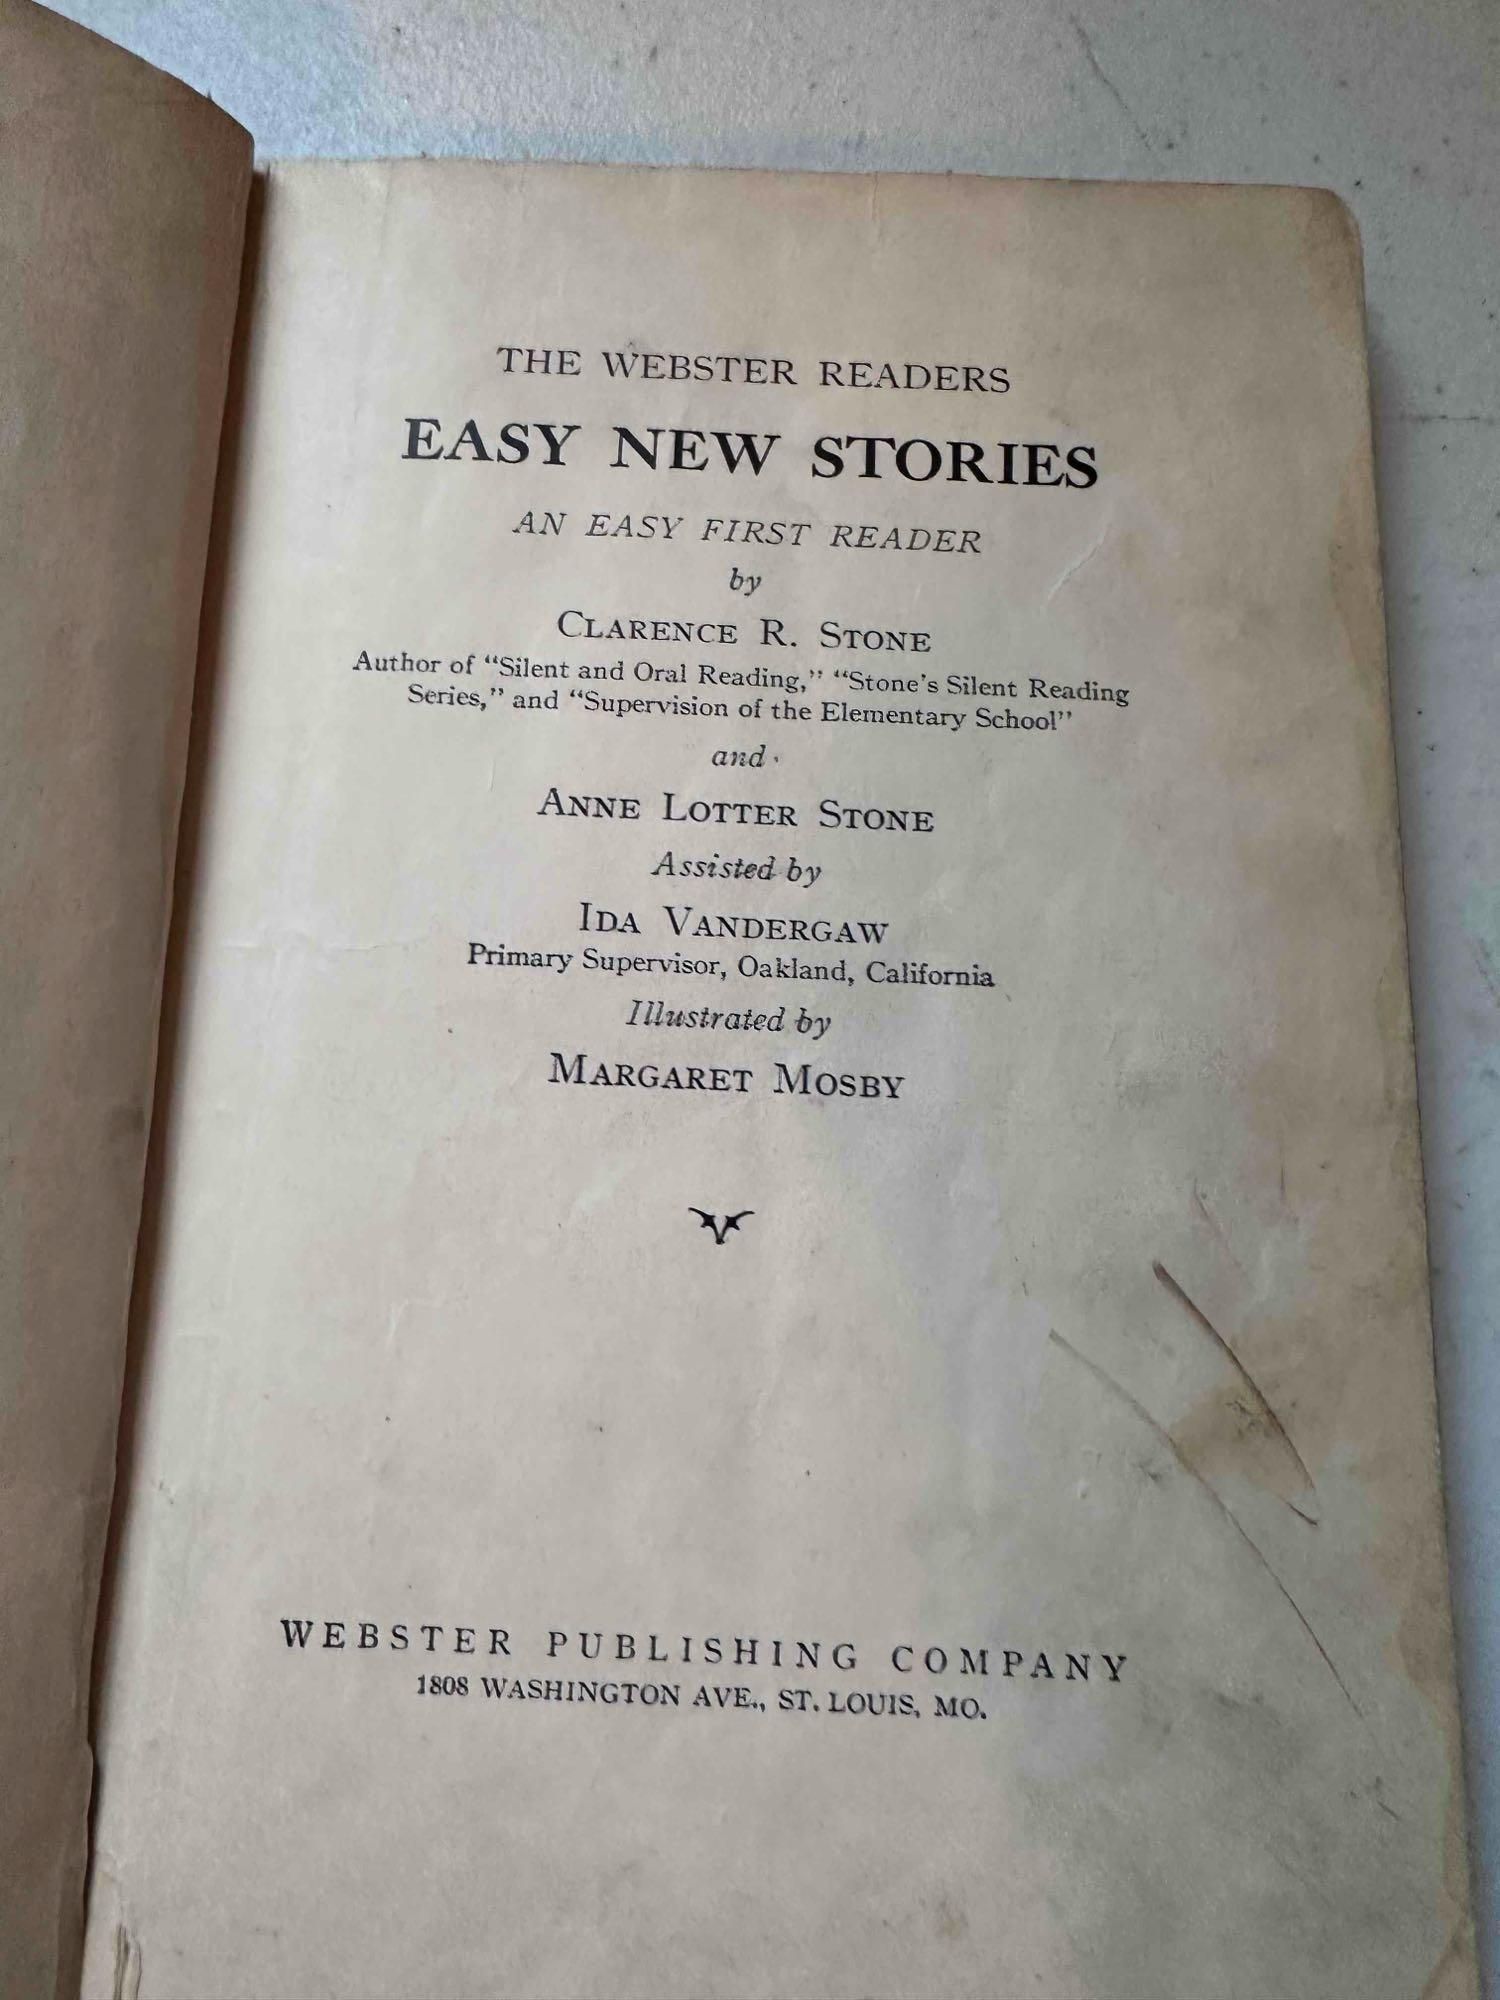 THE WEBSTER READERS
EASY NEW STORIES
AN EASY FIRST READER
by
CLARENCE R. STONE
Author of "Silent and Oral Reading," "Stone's Silent Reading
Series," and "Supervision of the Elementary School"
and
ANNE LOTTER STONE
Assisted by
IDA VANDERGAW
Primary Supervisor, Oakland, California
Illustrated by
MARGARET MOSBY
WEBSTER PUBLISHING COMPANY
1808 WASHINGTON AVE., ST. LOUIS, MO.